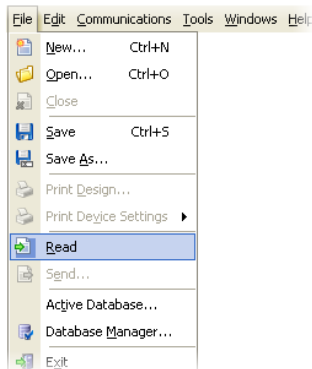 File Edit Communications Tools Windows Help
New... Ctrl+N
Open... Ctrl+O
Close
Save Ctrl+S
Save As...
Print Design...
Print Device Settings
Read
Send...
Active Database...
Database Manager...
Exit